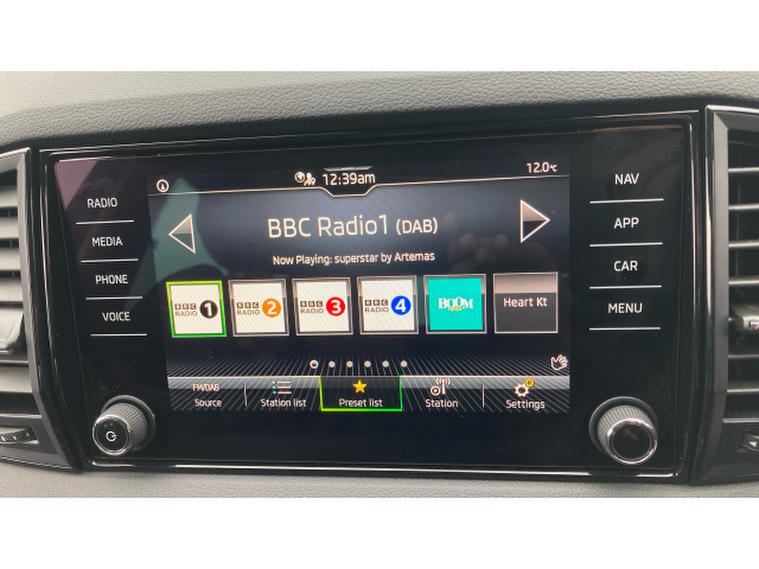 12:39am
12.0°C
RADIO
MEDIA
PHONE
VOICE
BBC Radio1 (DAB)
Now Playing: superstar by Artemas
BBC RADIO 1
BBC RADIO 2
BBC RADIO 3
BBC RADIO 4
BOOM
Heart Kt
FM/DAB
Source
Station list
Preset list
Station
Settings
NAV
APP
CAR
MENU